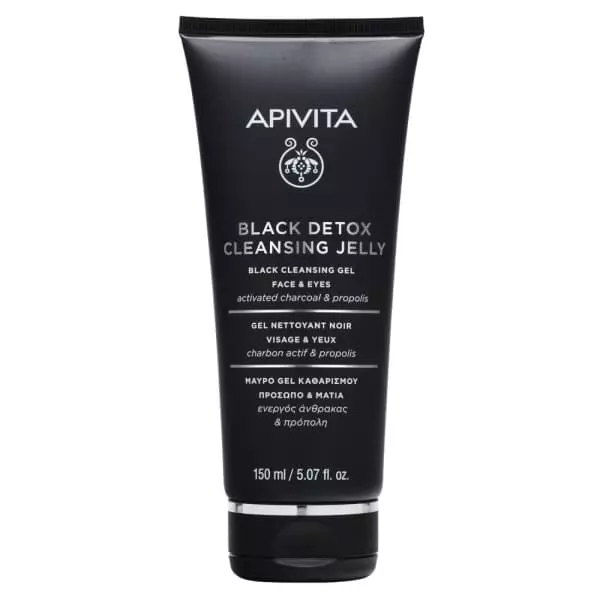 APIVITA
BLACK DETOX
CLEANSING JELLY
BLACK CLEANSING GEL
FACE & EYES
activated charcoal & propolis
GEL NETTOYANT NOIR
VISAGE & YEUX
charbon actif & propolis
ΜΑΥΡΟ GEL ΚΑΘΑΡΙΣΜΟΥ
ΠΡΟΣΩΠΟ & ΜΑΤΙΑ
ενεργός άνθρακας
& πρόπολη
150 ml / 5.07 fl. oz.